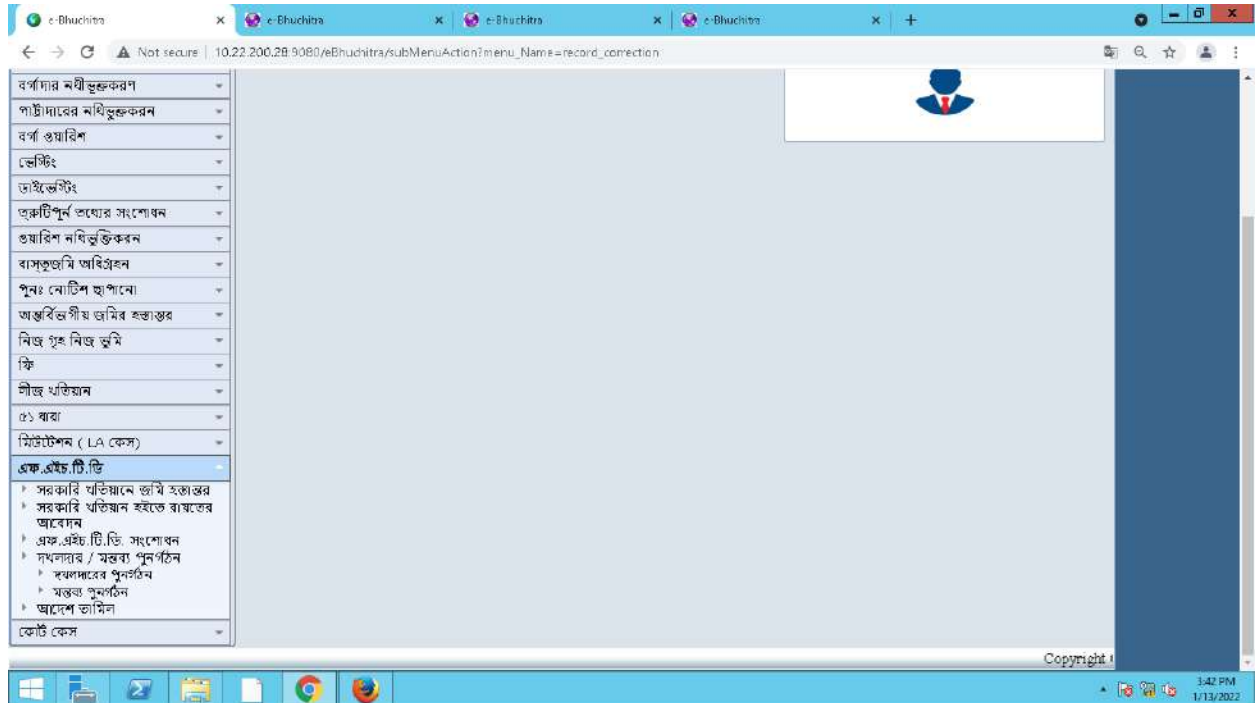 e-Bhuchitra
e-Bhuchitra
e-Bhuchitra
e-Bhuchitra
Not secure | 10.22.200.28:9080/eBhuchitra/subMenuAction?menu_Name=record_correction
বর্গাদার নথীভূক্তকরণ
পাট্টাদারের নথিভুক্তকরন
বর্গা ওয়ারিশ
ভেস্টিং
ডাইভেস্টিং
ত্রুটিপূর্ন তথ্যের সংশোধন
ওয়ারিশ নথিভুক্তিকরন
বাস্তুজমি অধিগ্রহন
পুনঃ নোটিশ ছাপানো
অন্তর্বিভাগীয় জমির হস্তান্তর
নিজ গৃহ নিজ ভুমি
ফি
লীজ খতিয়ান
৫১ ধারা
মিউটেশন ( LA কেস)
এফ.এইচ.টি.ডি
সরকারি খতিয়ানে জমি হস্তান্তর
সরকারি খতিয়ান হইতে রায়তের
আবেদন
এফ.এইচ.টি.ডি. সংশোধন
দখলদার / মন্তব্য পুনর্গঠন
দখলদারের পুনর্গঠন
মন্তব্য পুনর্গঠন
আদেশ তামিল
কোর্ট কেস
Copyright
3:42 PM
1/13/2022